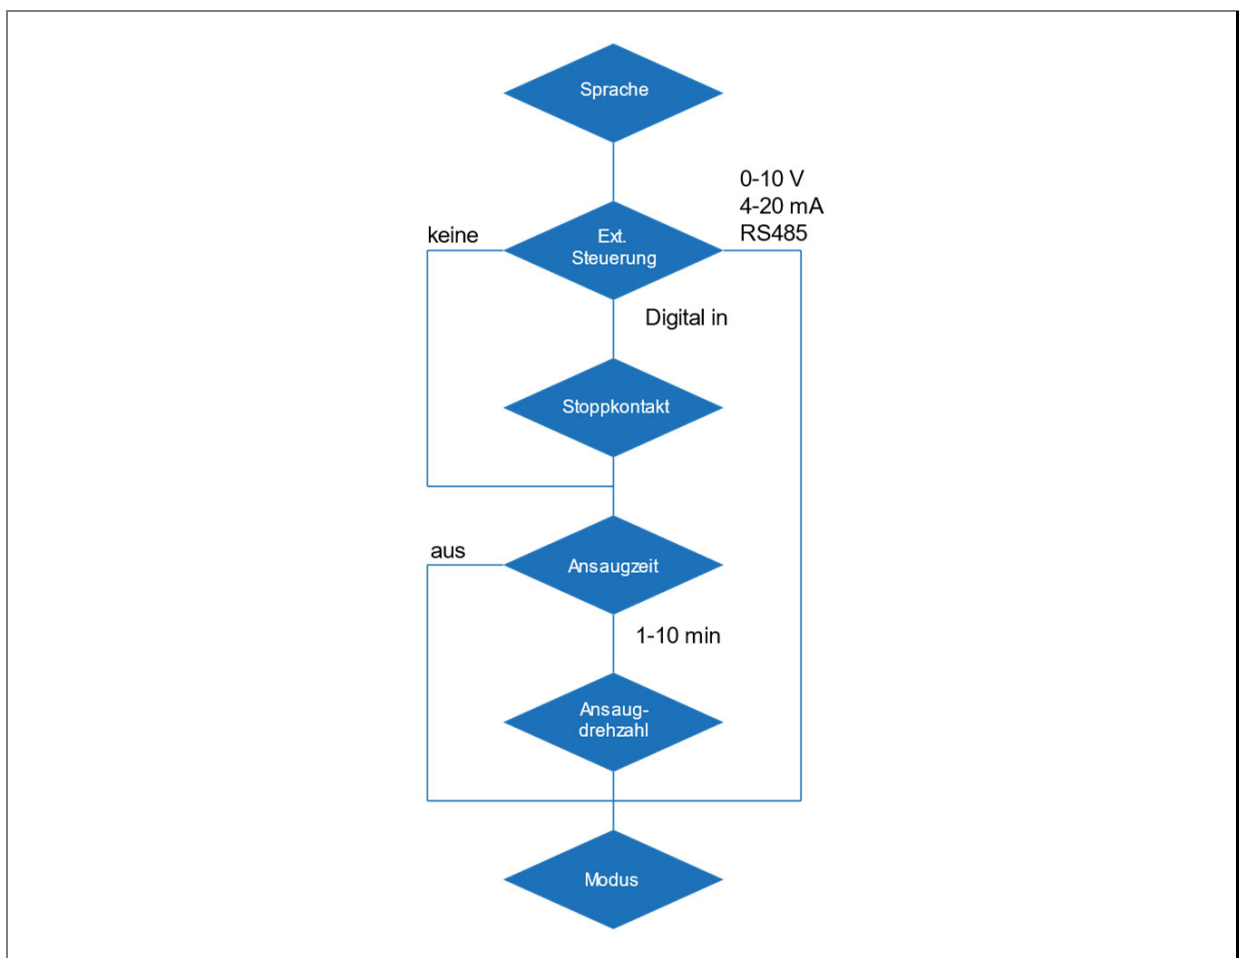 Sprache
0-10 V
4-20 mA
RS485
keine
Ext.
Steuerung
Digital in
Stoppkontakt
aus
Ansaugzeit
1-10 min
Ansaug-
drehzahl
Modus